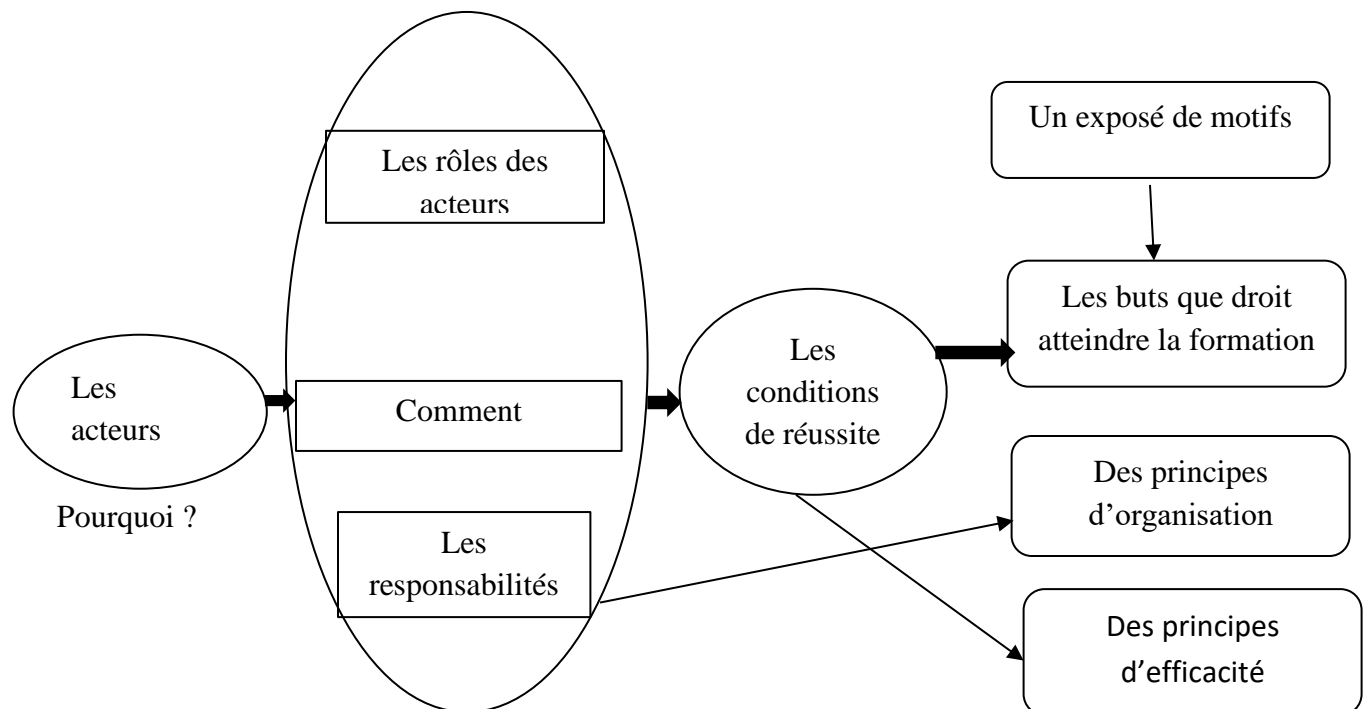 Les
acteurs
Pourquoi ?
Les rôles des
acteurs
Comment
Les
responsabilités
Les
conditions
de réussite
Un exposé de motifs
Les buts que droit
atteindre la formation
Des principes
d’organisation
Des principes
d’efficacité